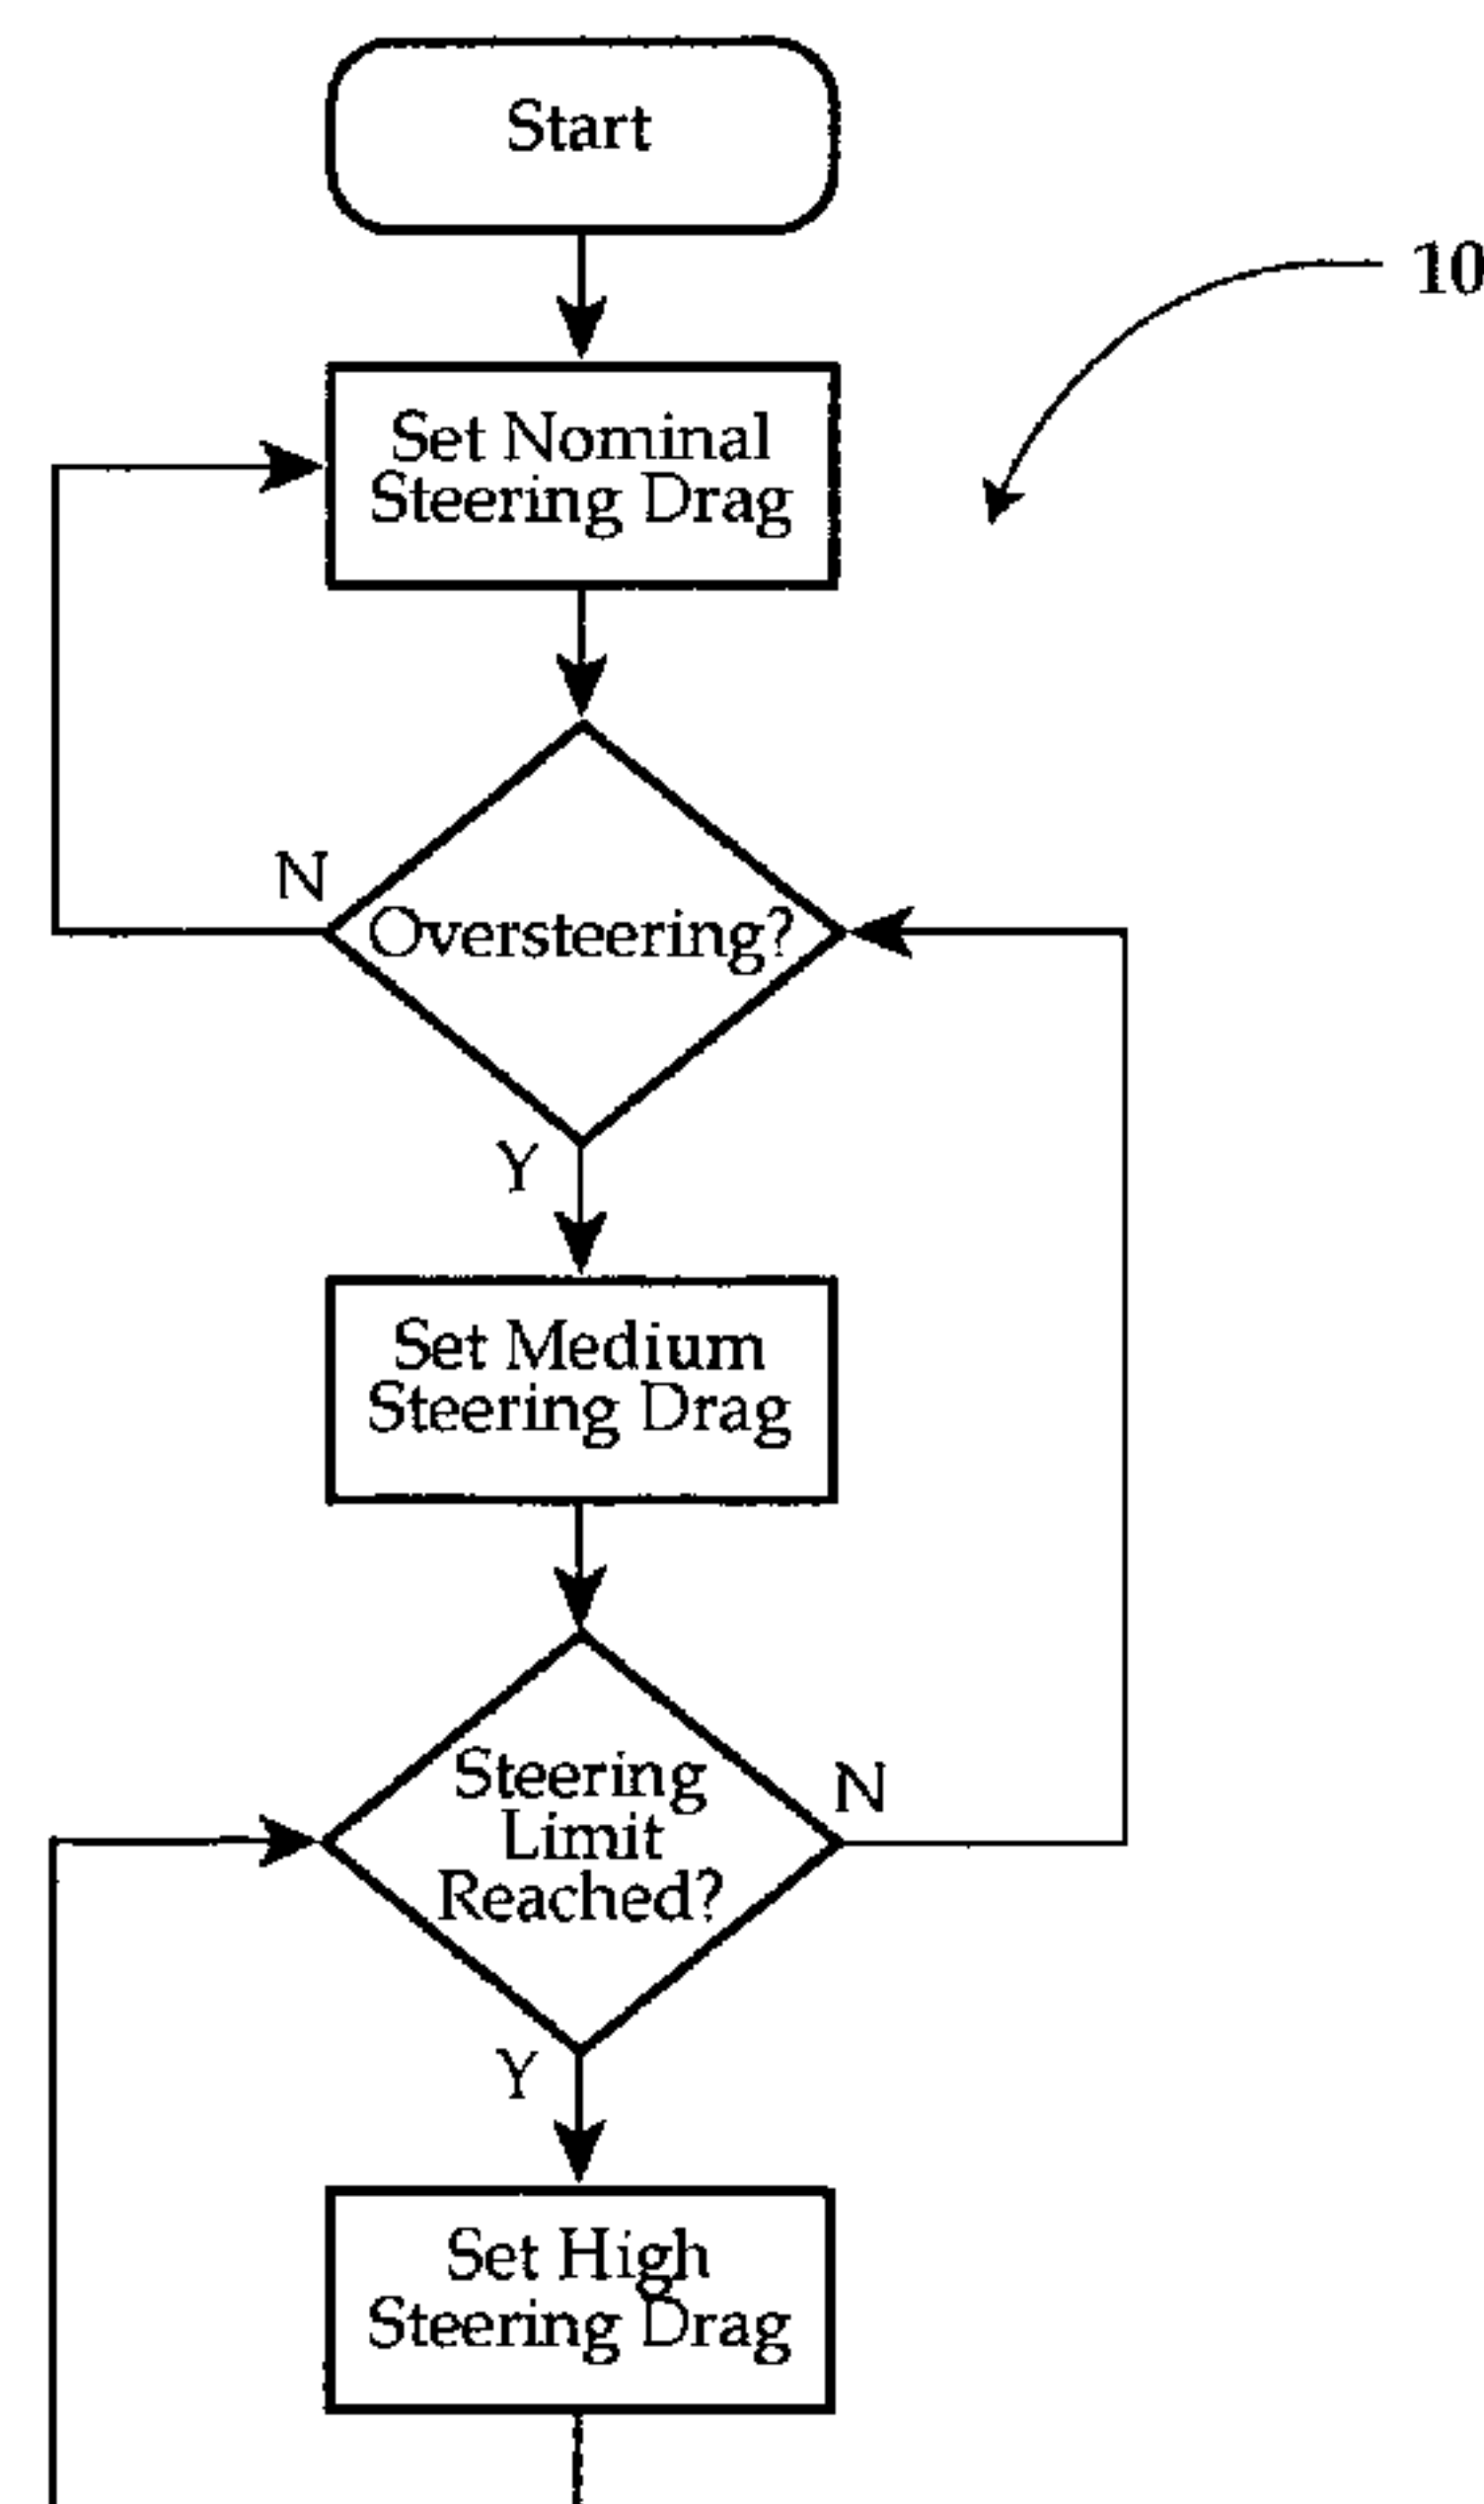 Start
10
Set Nominal
Steering Drag
N
Oversteering?
Y
Set Medium
Steering Drag
Steering
Limit
Reached?
N
Y
Set High
Steering Drag